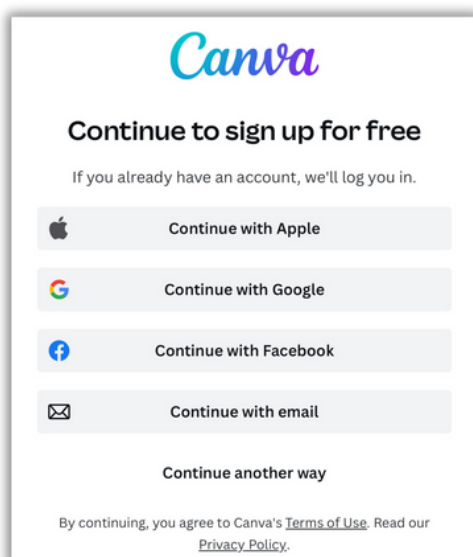 Canva
Continue to sign up for free
If you already have an account, we'll log you in.
Continue with Apple
Continue with Google
Continue with Facebook
Continue with email
Continue another way
By continuing, you agree to Canva's Terms of Use. Read our
Privacy Policy.